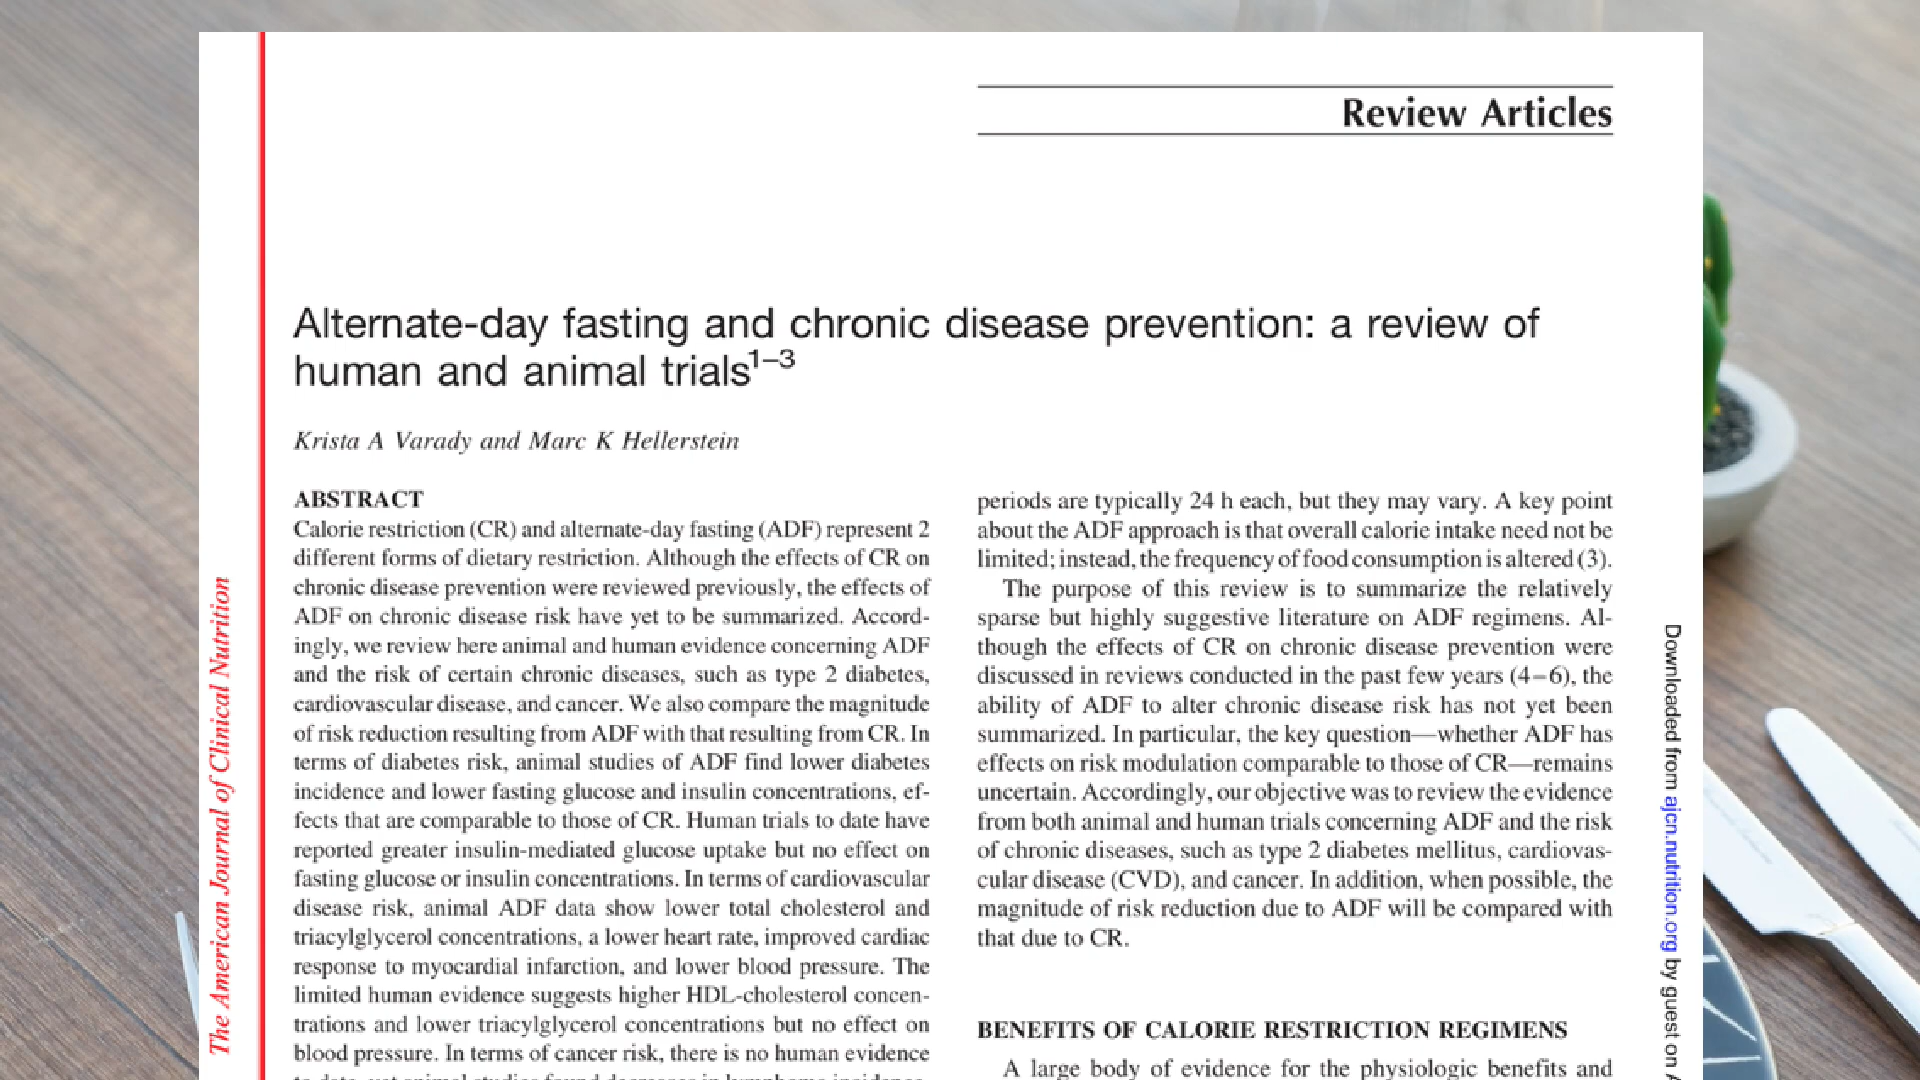 Review Articles
Alternate-day fasting and chronic disease prevention: a review of
human and animal trials1–3
Krista A Varady and Marc K Hellerstein
ABSTRACT
Calorie restriction (CR) and alternate-day fasting (ADF) represent 2
different forms of dietary restriction. Although the effects of CR on
chronic disease prevention were reviewed previously, the effects of
ADF on chronic disease risk have yet to be summarized. Accord-
ingly, we review here animal and human evidence concerning ADF
and the risk of certain chronic diseases, such as type 2 diabetes,
cardiovascular disease, and cancer. We also compare the magnitude
of risk reduction resulting from ADF with that resulting from CR. In
terms of diabetes risk, animal studies of ADF find lower diabetes
incidence and lower fasting glucose and insulin concentrations, ef-
fects that are comparable to those of CR. Human trials to date have
reported greater insulin-mediated glucose uptake but no effect on
fasting glucose or insulin concentrations. In terms of cardiovascular
disease risk, animal ADF data show lower total cholesterol and
triacylglycerol concentrations, a lower heart rate, improved cardiac
response to myocardial infarction, and lower blood pressure. The
limited human evidence suggests higher HDL-cholesterol concen-
trations and lower triacylglycerol concentrations but no effect on
blood pressure. In terms of cancer risk, there is no human evidence
periods are typically 24 h each, but they may vary. A key point
about the ADF approach is that overall calorie intake need not be
limited; instead, the frequency of food consumption is altered (3).
The purpose of this review is to summarize the relatively
sparse but highly suggestive literature on ADF regimens. Al-
though the effects of CR on chronic disease prevention were
discussed in reviews conducted in the past few years (4–6), the
ability of ADF to alter chronic disease risk has not yet been
summarized. In particular, the key question—whether ADF has
effects on risk modulation comparable to those of CR—remains
uncertain. Accordingly, our objective was to review the evidence
from both animal and human trials concerning ADF and the risk
of chronic diseases, such as type 2 diabetes mellitus, cardiovas-
cular disease (CVD), and cancer. In addition, when possible, the
magnitude of risk reduction due to ADF will be compared with
that due to CR.
BENEFITS OF CALORIE RESTRICTION REGIMENS
A large body of evidence for the physiologic benefits and
The American Journal of Clinical Nutrition
Downloaded from ajcn.nutrition.org by guest on